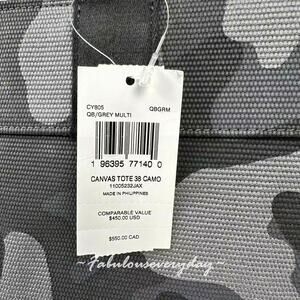 CY805 QBGRM
QB/GREY MULTI
1 96395 77140 0
CANVAS TOTE 38 CAMO
11005232JAX
MADE IN PHILIPPINES
COMPARABLE VALUE
$450.00 USD
$550.00 CAD
~ Fabulouseveryday ~